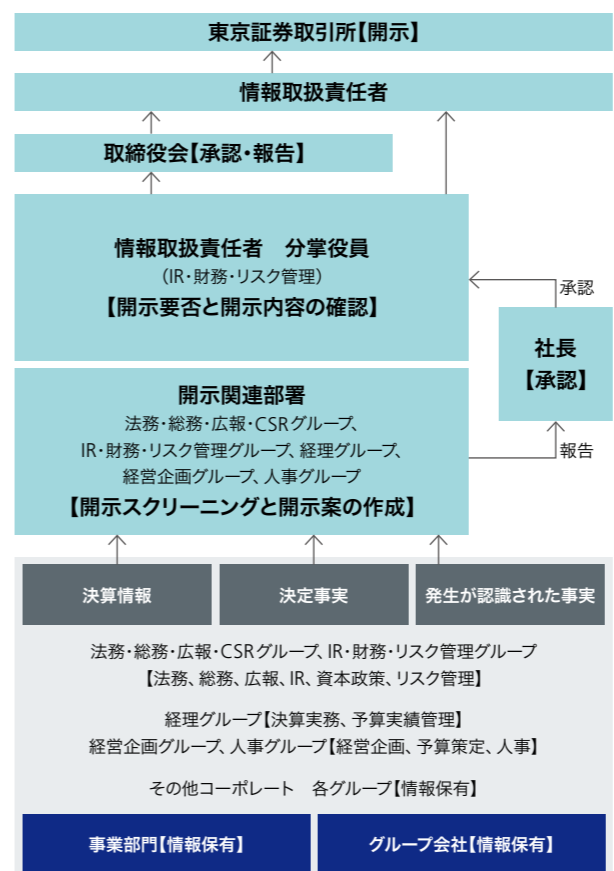 東京証券取引所【開示】
情報取扱責任者
取締役会【承認・報告】
情報取扱責任者　分掌役員
（IR・財務・リスク管理）
【開示要否と開示内容の確認】
承認
社長
【承認】
報告
開示関連部署
法務・総務・広報・CSRグループ、
IR・財務・リスク管理グループ、経理グループ、
経営企画グループ、人事グループ
【開示スクリーニングと開示案の作成】
決算情報
決定事実
発生が認識された事実
法務・総務・広報・CSRグループ、IR・財務・リスク管理グループ
【法務、総務、広報、IR、資本政策、リスク管理】
経理グループ【決算実務、予算実績管理】
経営企画グループ、人事グループ【経営企画、予算策定、人事】
その他コーポレート　各グループ【情報保有】
事業部門【情報保有】
グループ会社【情報保有】